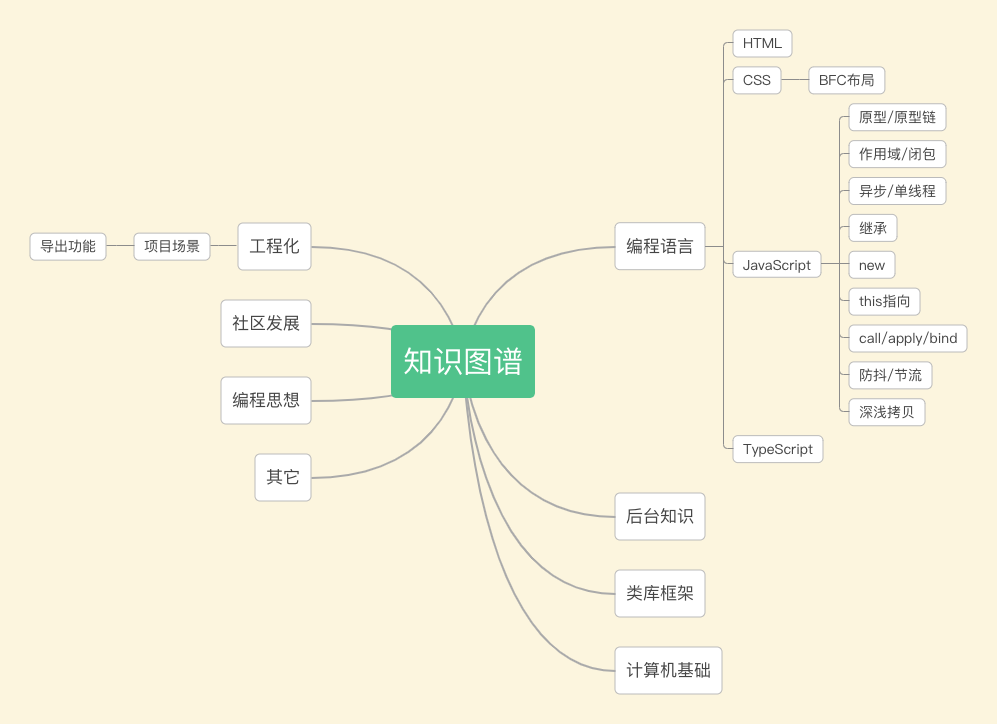 知识图谱
编程语言
HTML
CSS
BFC布局
JavaScript
原型/原型链
作用域/闭包
异步/单线程
继承
new
this指向
call/apply/bind
防抖/节流
深浅拷贝
TypeScript
后台知识
类库框架
计算机基础
工程化
项目场景
导出功能
社区发展
编程思想
其它